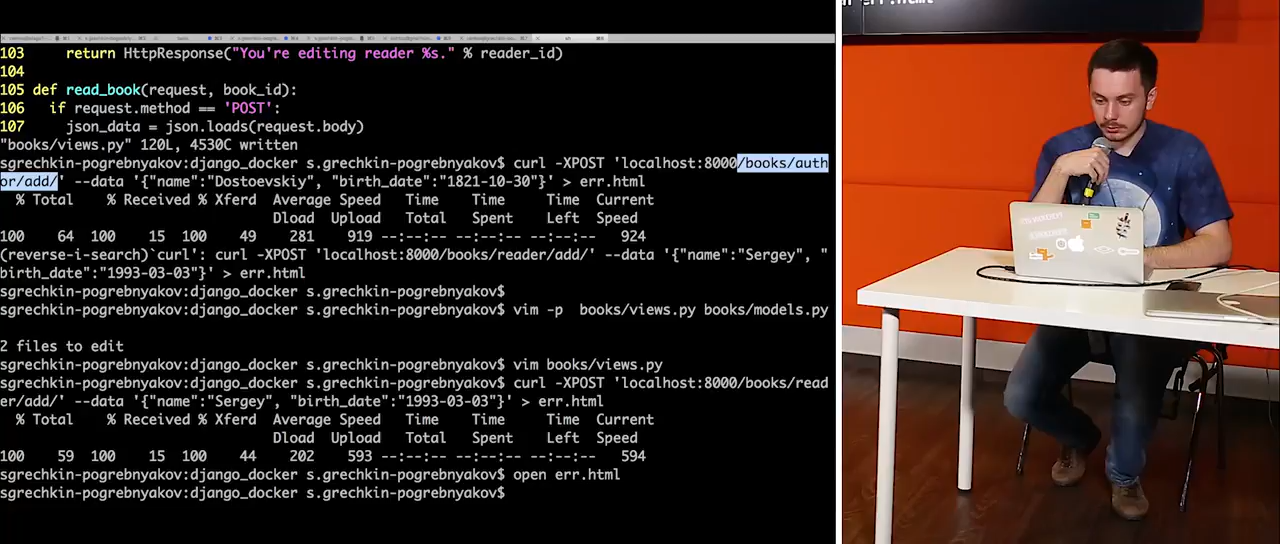 103    return HttpResponse("You're editing reader %s." % reader_id)
104
105 def read_book(request, book_id):
106   if request.method == 'POST':
107     json_data = json.loads(request.body)
"books/views.py" 120L, 4530C written
sgrechkin-pogrebnyakov:django_docker s.grechkin-pogrebnyakov$ curl -XPOST 'localhost:8000/books/auth
or/add/' --data '{"name":"Dostoevskiy", "birth_date":"1821-10-30"}' > err.html
  % Total    % Received % Xferd  Average Speed   Time    Time     Time  Current
                                 Dload  Upload   Total   Spent    Left  Speed
100    64  100    15  100    49    281    919 --:--:-- --:--:-- --:--:--   924
(reverse-i-search)`curl': curl -XPOST 'localhost:8000/books/reader/add/' --data '{"name":"Sergey", "
birth_date":"1993-03-03"}' > err.html
sgrechkin-pogrebnyakov:django_docker s.grechkin-pogrebnyakov$
sgrechkin-pogrebnyakov:django_docker s.grechkin-pogrebnyakov$ vim -p  books/views.py books/models.py
2 files to edit
sgrechkin-pogrebnyakov:django_docker s.grechkin-pogrebnyakov$ vim books/views.py
sgrechkin-pogrebnyakov:django_docker s.grechkin-pogrebnyakov$ curl -XPOST 'localhost:8000/books/read
er/add/' --data '{"name":"Sergey", "birth_date":"1993-03-03"}' > err.html
  % Total    % Received % Xferd  Average Speed   Time    Time     Time  Current
                                 Dload  Upload   Total   Spent    Left  Speed
100    59  100    15  100    44    202    593 --:--:-- --:--:-- --:--:--   594
sgrechkin-pogrebnyakov:django_docker s.grechkin-pogrebnyakov$ open err.html
sgrechkin-pogrebnyakov:django_docker s.grechkin-pogrebnyakov$